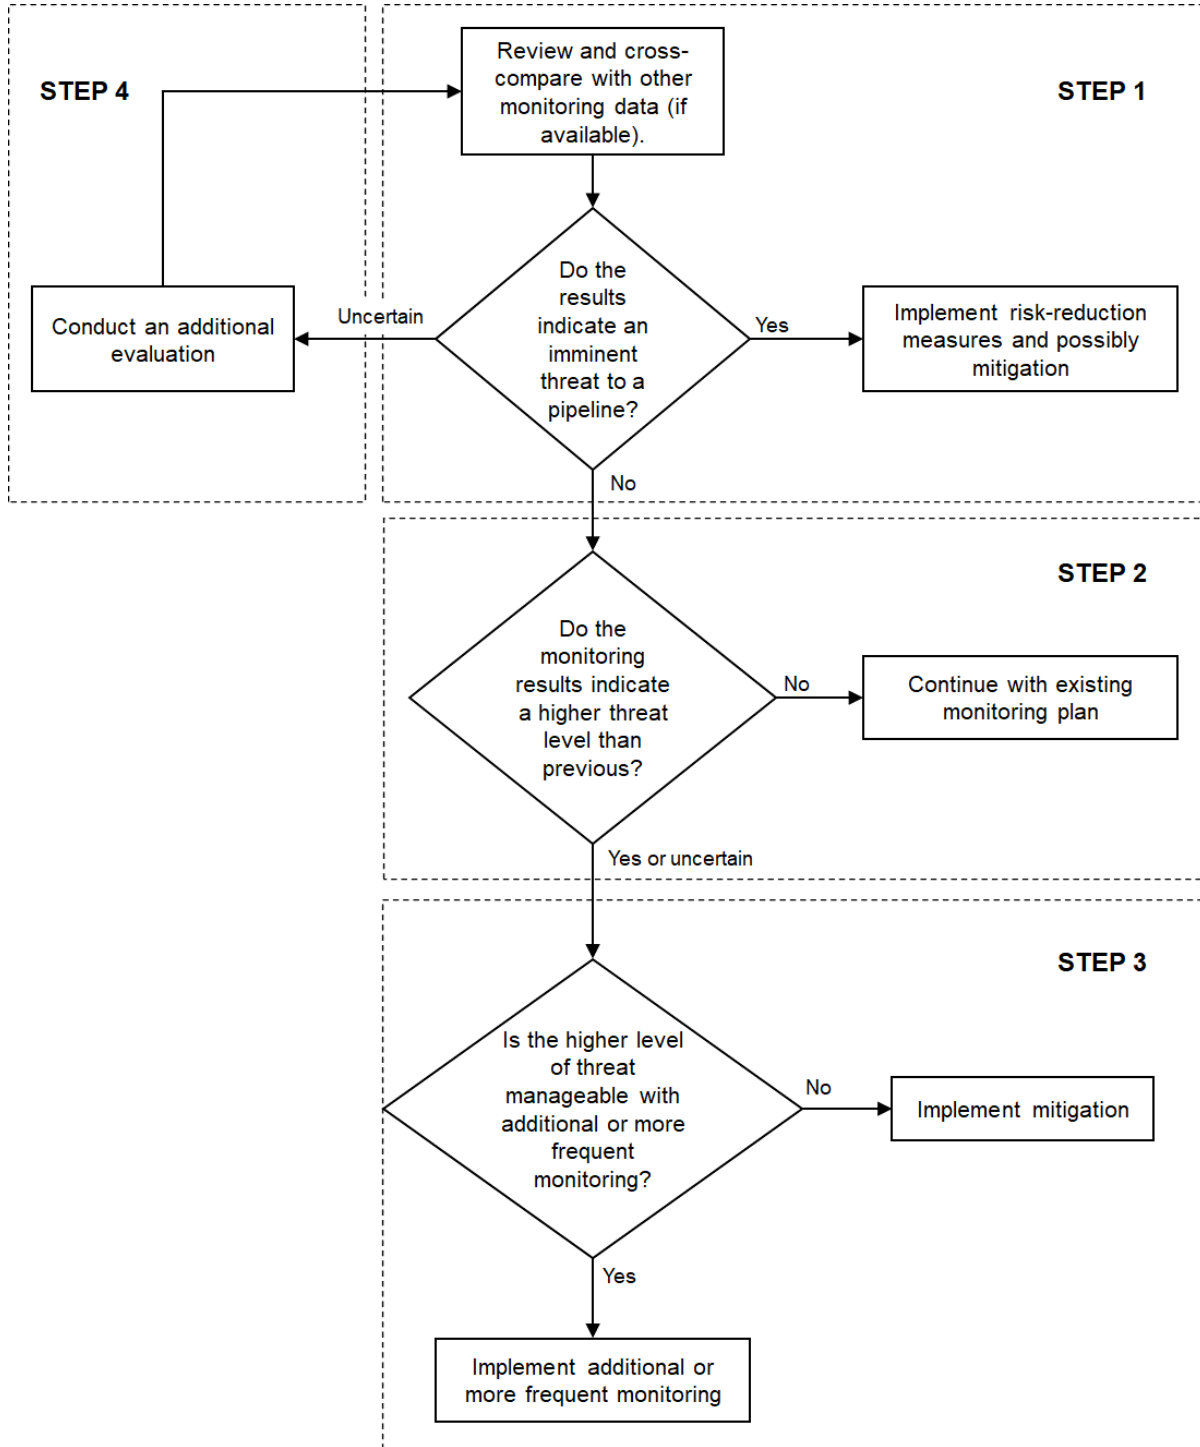 STEP 4
Review and cross-
compare with other
monitoring data (if
available).
STEP 1
Do the
results
indicate an
imminent
threat to a
pipeline?
Uncertain
Conduct an additional
evaluation
Yes
Implement risk-reduction
measures and possibly
mitigation
No
STEP 2
Do the
monitoring
results indicate
a higher threat
level than
previous?
No
Continue with existing
monitoring plan
Yes or uncertain
STEP 3
Is the higher level
of threat
manageable with
additional or more
frequent
monitoring?
No
Implement mitigation
Yes
Implement additional or
more frequent monitoring